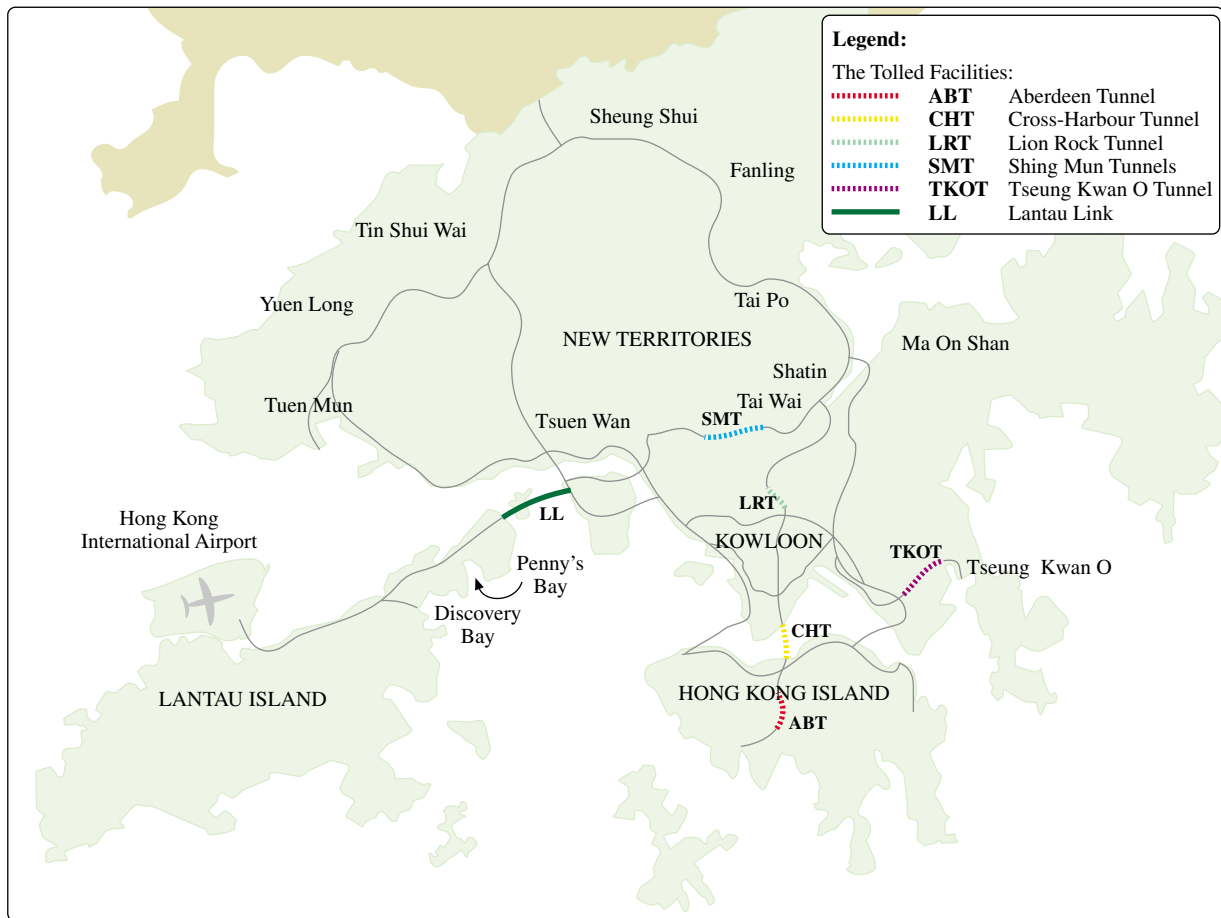 Legend:
The Tolled Facilities:
ABT Aberdeen Tunnel
CHT Cross-Harbour Tunnel
LRT Lion Rock Tunnel
SMT Shing Mun Tunnels
TKOT Tseung Kwan O Tunnel
LL Lantau Link
Sheung Shui
Fanling
Tin Shui Wai
Yuen Long
Tai Po
NEW TERRITORIES
Ma On Shan
Shatin
Tuen Mun
Tai Wai
Tsuen Wan
SMT
LRT
LL
Hong Kong
International Airport
KOWLOON
TKOT
Tseung Kwan O
Penny's
Bay
Discovery
Bay
CHT
LANTAU ISLAND
HONG KONG ISLAND
ABT